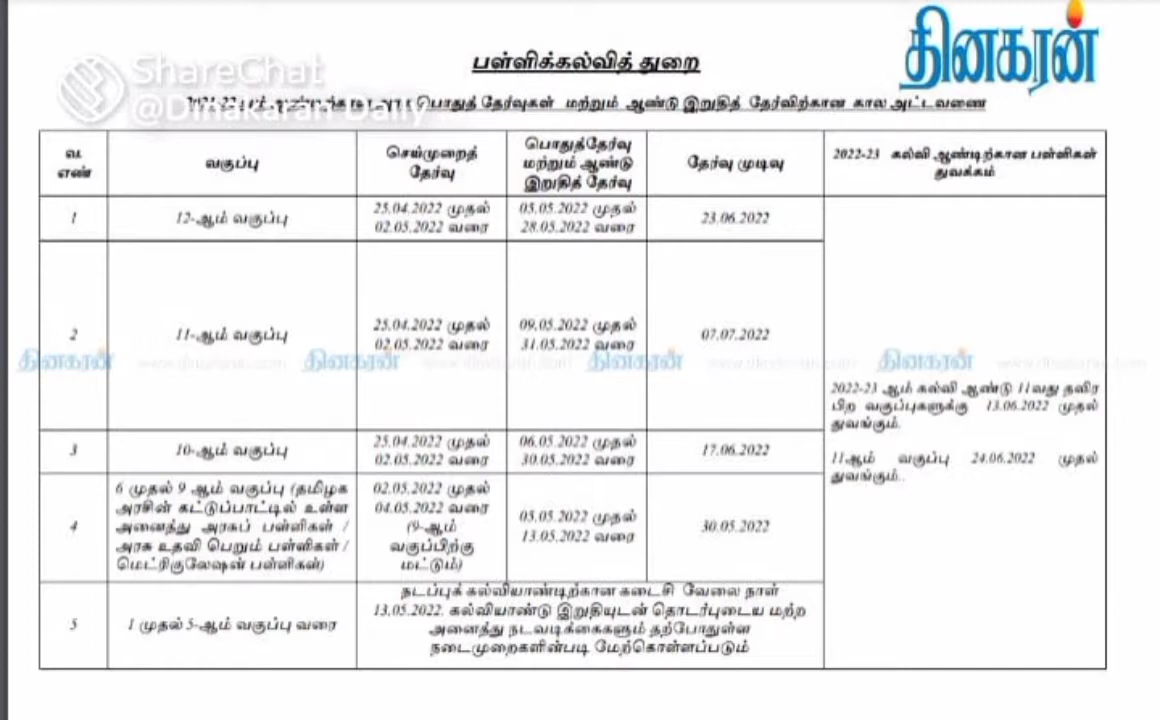 தினகரன்
ShareChat
@Dinakaran Daily
பள்ளிக்கல்வித் துறை
பொதுத் தேர்வுகள் மற்றும் ஆண்டு இறுதித் தேர்விற்கான கால அட்டவணை
வ. எண்
வகுப்பு
செய்முறைத் தேர்வு
பொதுத்தேர்வு மற்றும் ஆண்டு இறுதித் தேர்வு
தேர்வு முடிவு
2022-23 கல்வி ஆண்டிற்கான பள்ளிகள் துவக்கம்
1
12-ஆம் வகுப்பு
25.04.2022 முதல்
02.05.2022 வரை
05.05.2022 முதல்
28.05.2022 வரை
23.06.2022
2
11-ஆம் வகுப்பு
25.04.2022 முதல்
02.05.2022 வரை
09.05.2022 முதல்
31.05.2022 வரை
07.07.2022
தினகரன் www.dinakaran.com தினகரன் தினகரன் தினகரன்
3
10-ஆம் வகுப்பு
25.04.2022 முதல்
02.05.2022 வரை
06.05.2022 முதல்
30.05.2022 வரை
17.06.2022
4
6 முதல் 9 ஆம் வகுப்பு (தமிழக
அரசின் கட்டுப்பாட்டில் உள்ள
அனைத்து அரசுப் பள்ளிகள் /
அரசு உதவி பெறும் பள்ளிகள் /
மெட்ரிகுலேஷன் பள்ளிகள்)
02.05.2022 முதல்
04.05.2022 வரை
(9-ஆம்
வகுப்பிற்கு
மட்டும்)
05.05.2022 முதல்
13.05.2022 வரை
30.05.2022
5
1 முதல் 5-ஆம் வகுப்பு வரை
நடப்புக் கல்வியாண்டிற்கான கடைசி வேலை நாள்
13.05.2022. கல்வியாண்டு இறுதியுடன் தொடர்புடைய மற்ற
அனைத்து நடவடிக்கைகளும் தற்போதுள்ள
நடைமுறைகளின்படி மேற்கொள்ளப்படும்
2022-23 ஆம் கல்வி ஆண்டு 11வது தவிர
பிற வகுப்புகளுக்கு 13.06.2022 முதல்
துவங்கும்.
11ஆம் வகுப்பு 24.06.2022 முதல்
துவங்கும்..